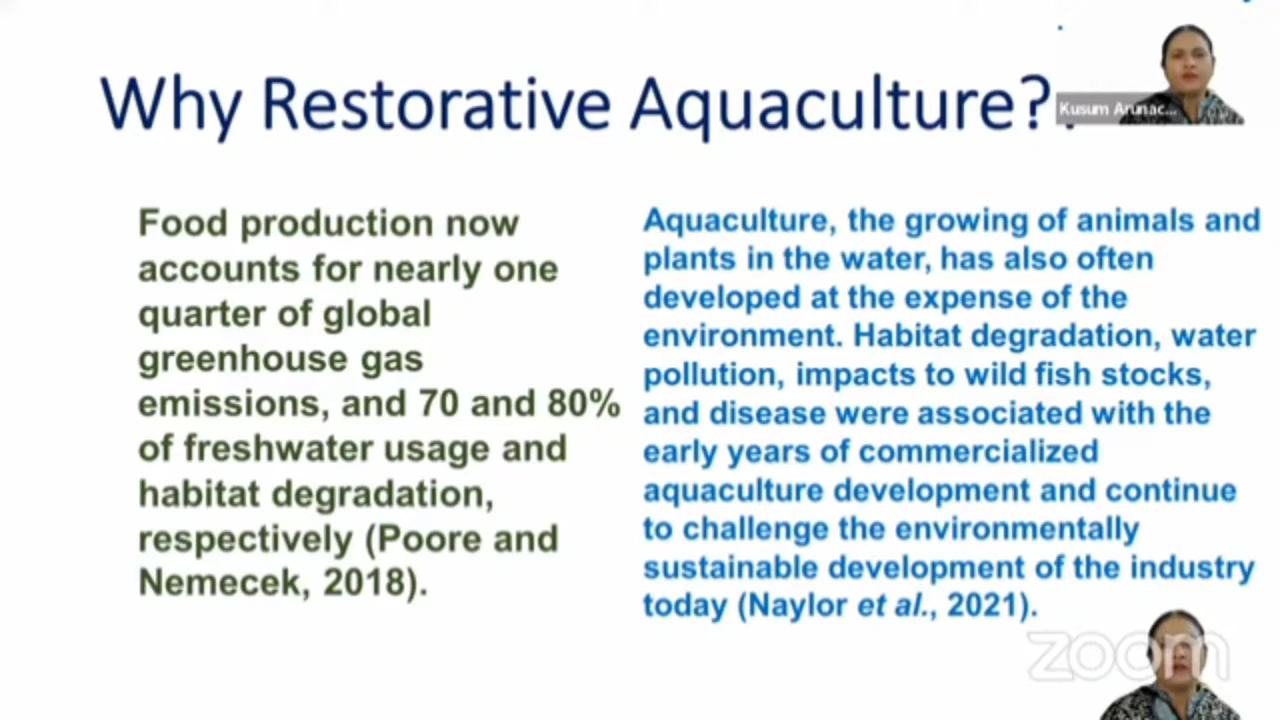 Why Restorative Aquaculture??
Kusum Arunac...
Food production now
accounts for nearly one
quarter of global
greenhouse gas
emissions, and 70 and 80%
of freshwater usage and
habitat degradation,
respectively (Poore and
Nemecek, 2018).
Aquaculture, the growing of animals and
plants in the water, has also often
developed at the expense of the
environment. Habitat degradation, water
pollution, impacts to wild fish stocks,
and disease were associated with the
early years of commercialized
aquaculture development and continue
to challenge the environmentally
sustainable development of the industry
today (Naylor et al., 2021).
zoom